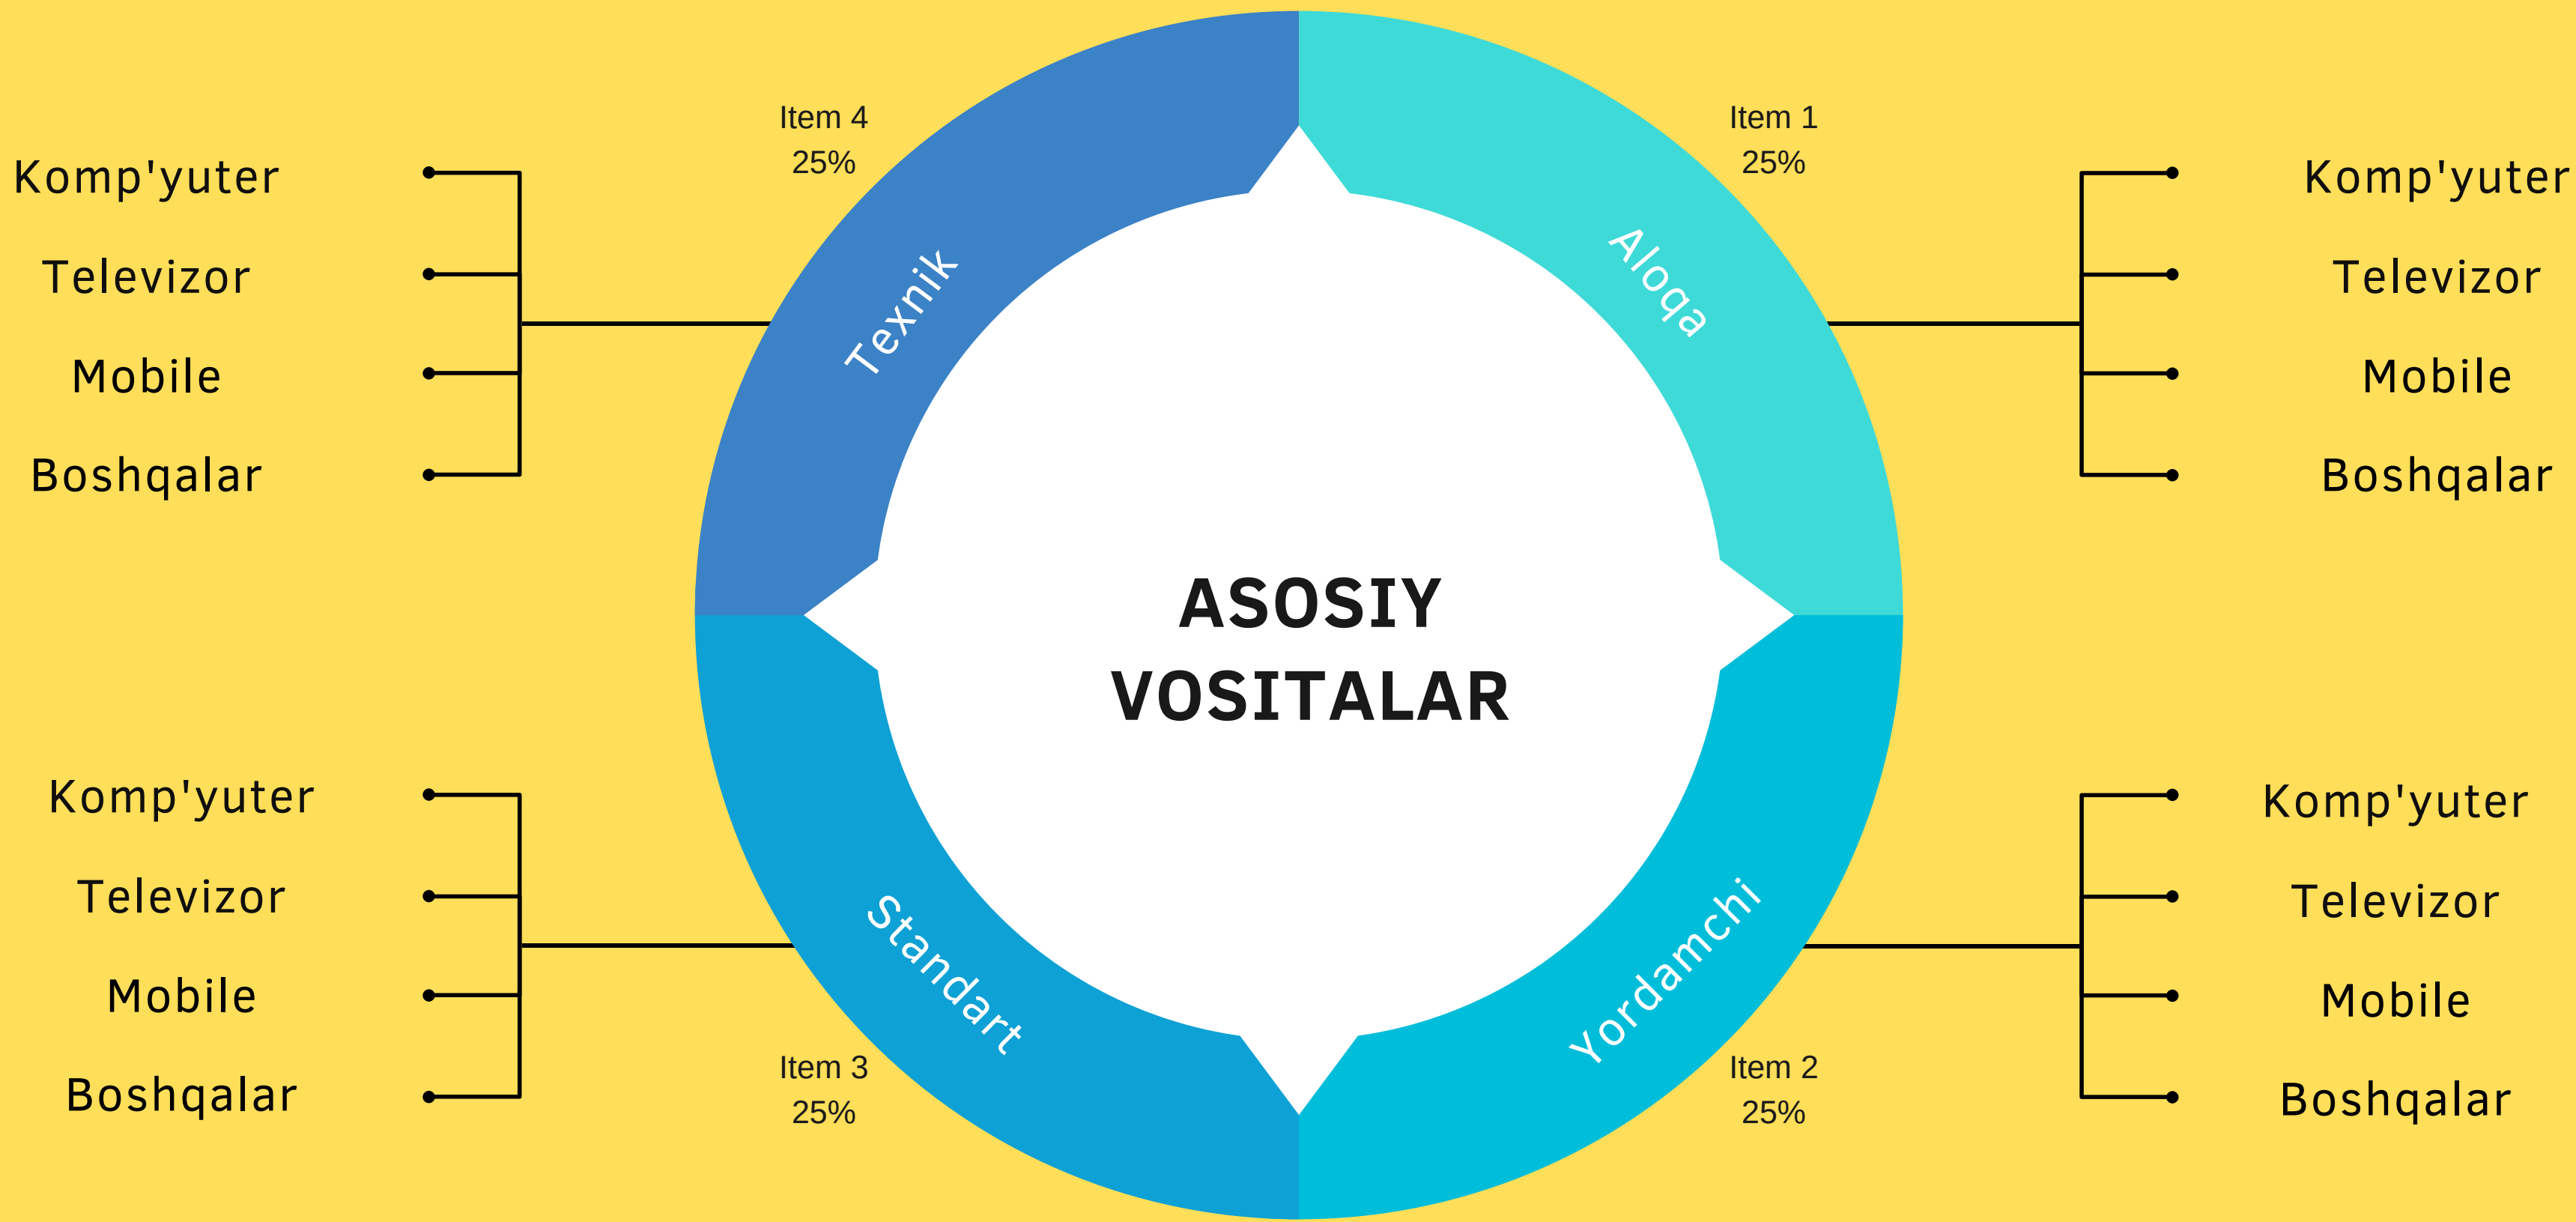 Item 4
25%
Komp'yuter
Televizor
Mobile
Boshqalar
Texnik
Item 1
25%
Aloqa
Komp'yuter
Televizor
Mobile
Boshqalar
ASOSIY
VOSITALAR
Komp'yuter
Televizor
Mobile
Boshqalar
Standart
Item 3
25%
Yordamchi
Item 2
25%
Komp'yuter
Televizor
Mobile
Boshqalar